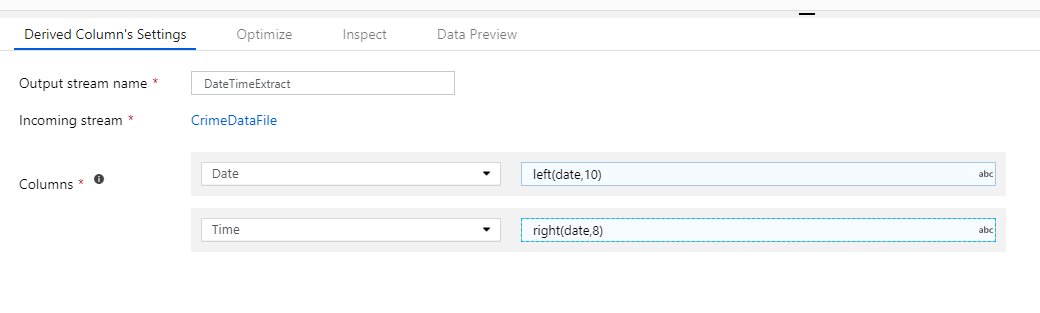 Derived Column's Settings Optimize Inspect Data Preview
Output stream name * DateTimeExtract
Incoming stream * CrimeDataFile
Columns *
Date left(date,10) abc
Time right(date,8) abc